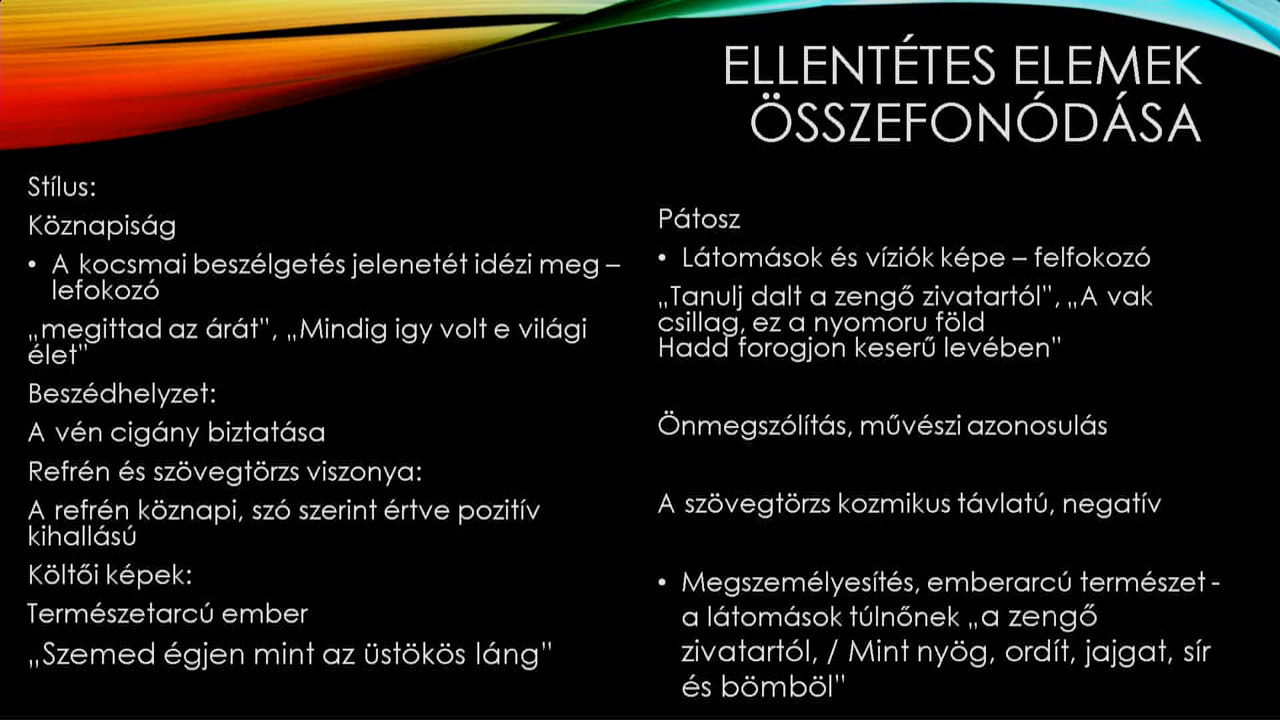 ELLENTÉTES ELEMEK
ÖSSZEFONÓDÁSA
Stílus:
Köznapiság
• A kocsmai beszélgetés jelenetét idézi meg –
lefokozó
„megittad az árát", „Mindig igy volt e világi
élet"
Beszédhelyzet:
A vén cigány biztatása
Refrén és szövegtörzs viszonya:
A refrén köznapi, szó szerint értve pozitív
kihallású
Költői képek:
Természetarcú ember
„Szemed égjen mint az üstökös láng"
Pátosz
• Látomások és víziók képe – felfokozó
„Tanulj dalt a zengő zivatartól", „A vak
csillag, ez a nyomoru föld
Hadd forogjon keserű levében"
Önmegszólítás, művészi azonosulás
A szövegtörzs kozmikus távlatú, negatív
• Megszemélyesítés, emberarcú természet -
a látomások túlnőnek „a zengő
zivatartól, / Mint nyög, ordít, jajgat, sír
és bömböl"